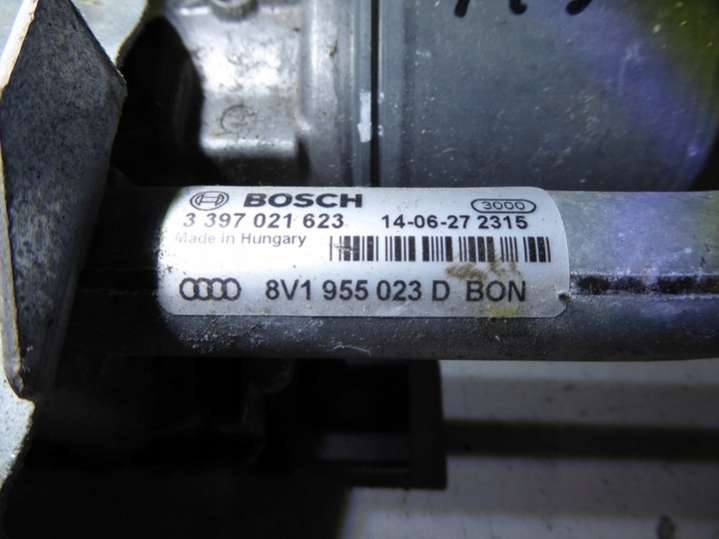 BOSCH 3000
3 397 021 623 14-06-27 2315
Made in Hungary
8V1 955 023 D BON